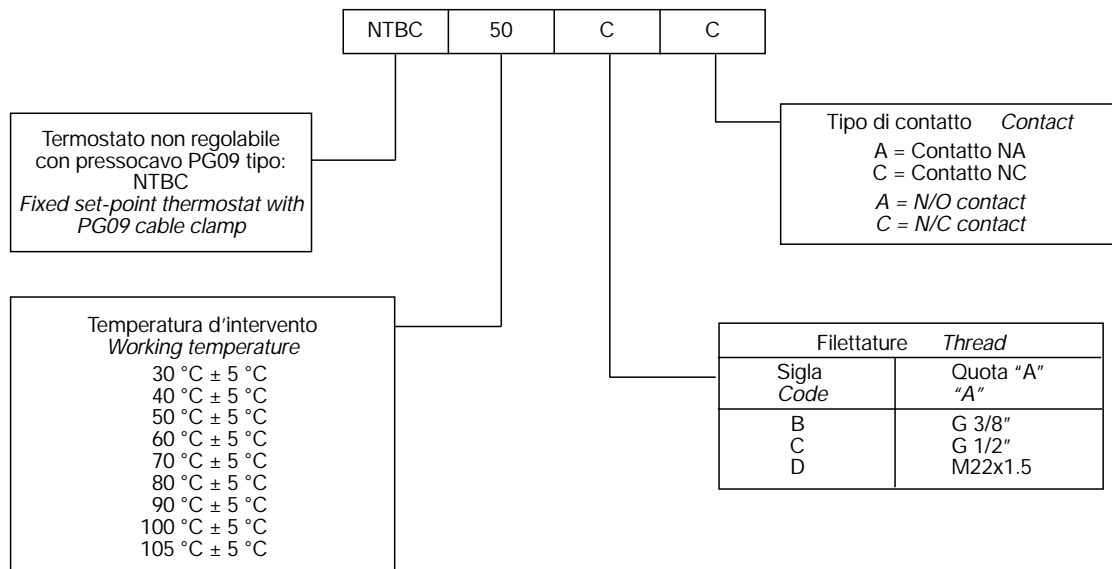 NTBC 50 C C
Termostato non regolabile
con pressocavo PG09 tipo:
NTBC
Fixed set-point thermostat with
PG09 cable clamp
Tipo di contatto Contact
A = Contatto NA
C = Contatto NC
A = N/O contact
C = N/C contact
Temperatura d'intervento
Working temperature
30 °C ± 5 °C
40 °C ± 5 °C
50 °C ± 5 °C
60 °C ± 5 °C
70 °C ± 5 °C
80 °C ± 5 °C
90 °C ± 5 °C
100 °C ± 5 °C
105 °C ± 5 °C
Filettature Thread
Sigla Quota "A"
Code "A"
B G 3/8"
C G 1/2"
D M22x1.5